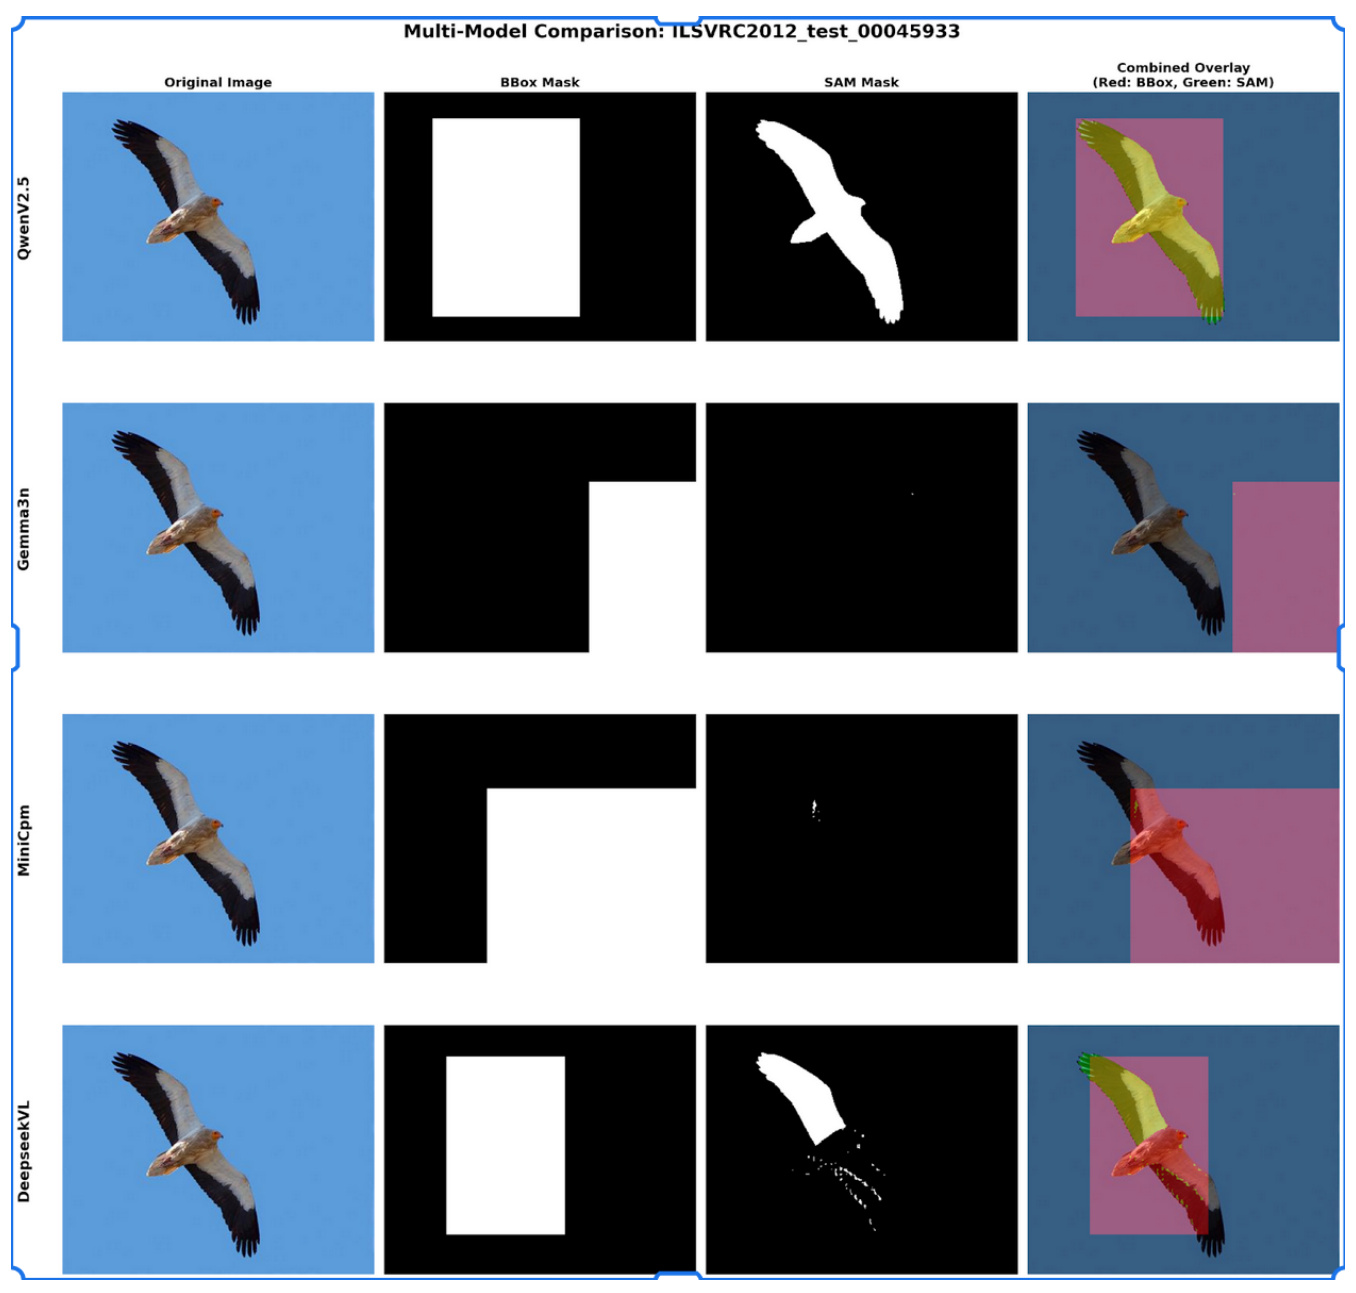 Multi-Model Comparison: ILSVRC2012_test_00045933
Original Image
BBox Mask
SAM Mask
Combined Overlay
(Red: BBox, Green: SAM)
QwenV2.5
Gemma3n
MiniCpm
DeepseekVL